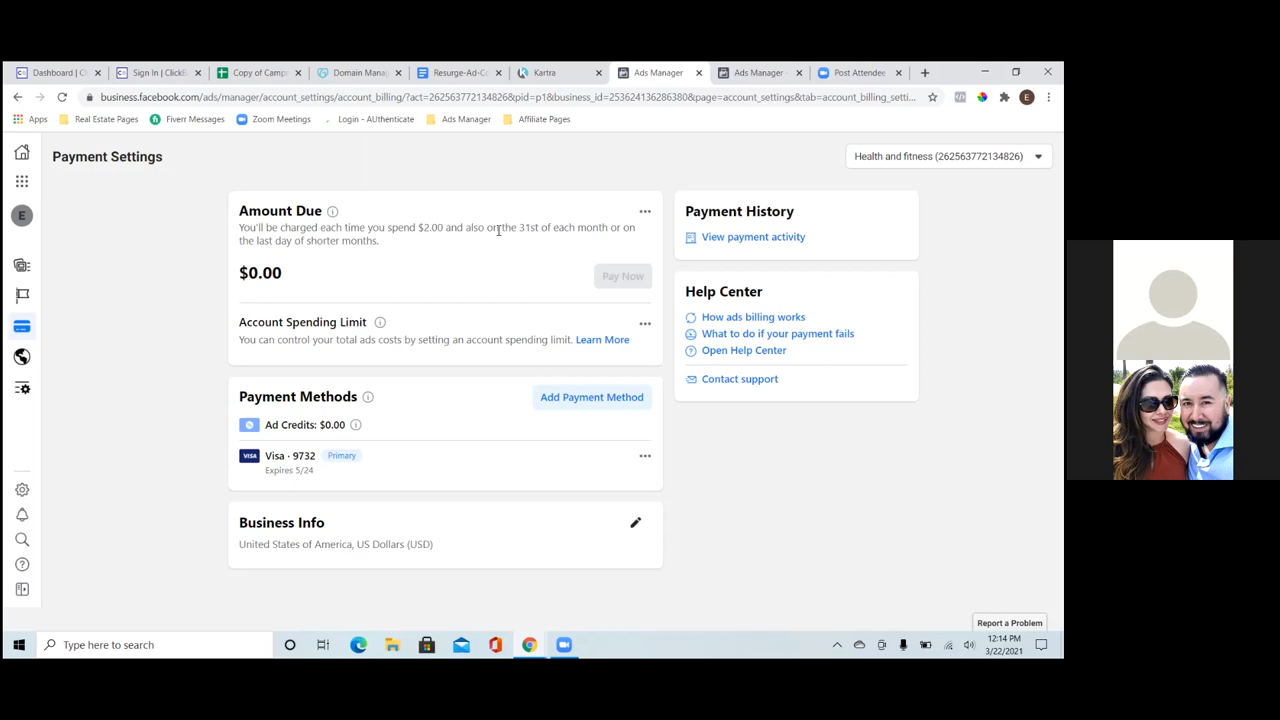 Dashboard | Cl
Sign In | ClickBa
Copy of Camp
Domain Mana
Resurge-Ad-Co
Kartra
Ads Manager
Ads Manager -
Post Attendee
business.facebook.com/ads/manager/account_settings/account_billing/?act=262563772134826&pid=p1&business_id=253624136286380&page=account_settings&tab=account_billing_setti...
Apps
Real Estate Pages
Fiverr Messages
Zoom Meetings
Login - AUthenticate
Ads Manager
Affiliate Pages
Payment Settings
Health and fitness (262563772134826)
E
Amount Due
You'll be charged each time you spend $2.00 and also on the 31st of each month or on
the last day of shorter months.
$0.00
Pay Now
Account Spending Limit
You can control your total ads costs by setting an account spending limit. Learn More
Payment Methods
Add Payment Method
Ad Credits: $0.00
VISA Visa · 9732 Primary
Expires 5/24
Business Info
United States of America, US Dollars (USD)
Payment History
View payment activity
Help Center
How ads billing works
What to do if your payment fails
Open Help Center
Contact support
Report a Problem
Type here to search
12:14 PM
3/22/2021